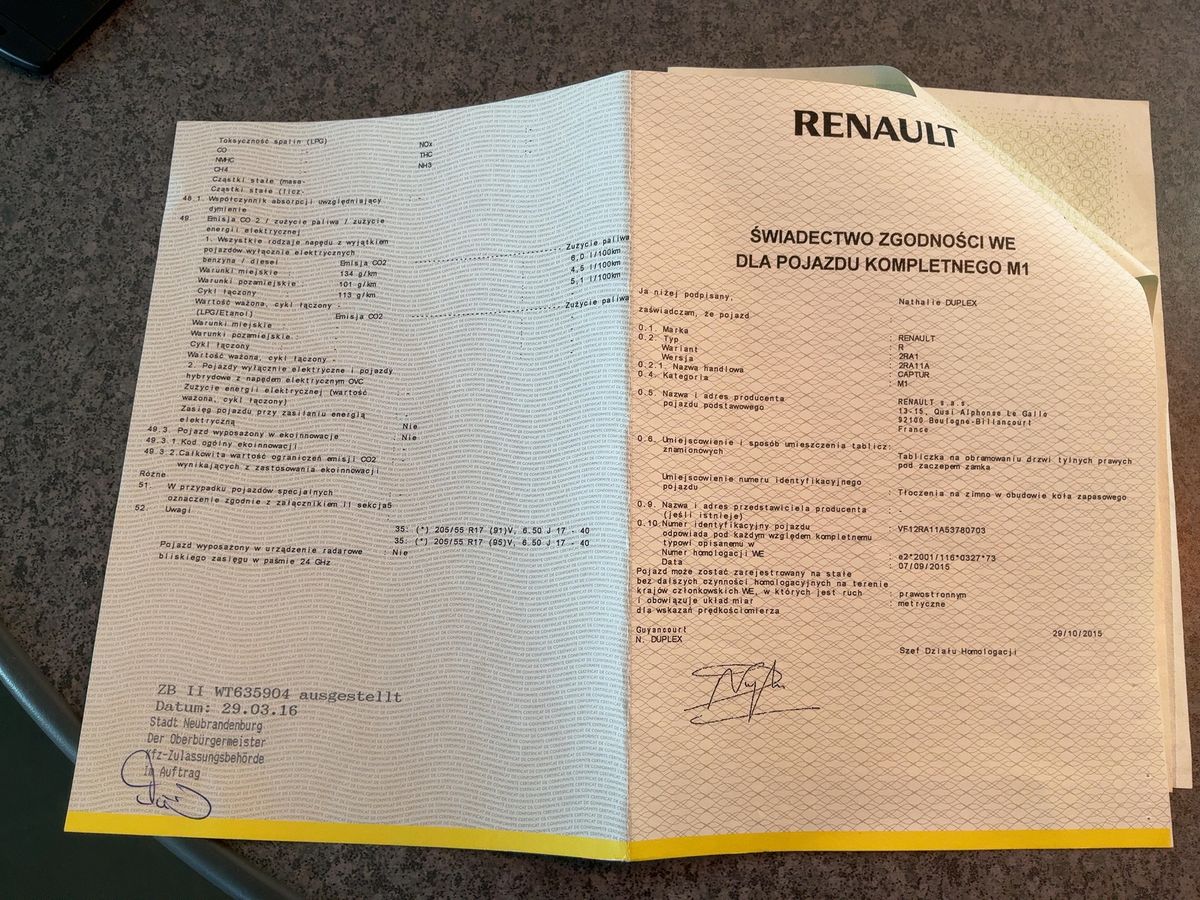 Toksyczność spalin (LPG)
CO - NOx : -
NMHC - THC : -
CH4 NH3
Cząstki stałe (masa-
Cząstki stałe (licz-
48.1. Współczynnik absorpcji uwzględniający : -
dymienie
49. Emisja CO 2 / zużycie paliwa / zużycie
energii elektrycznej
1. Wszystkie rodzaje napędu z wyjątkiem
pojazdów wyłącznie elektrycznych
benzyna / diesel Emisja CO2 Zużycie paliwa
Warunki miejskie 134 g/km 6,0 l/100km
Warunki pozamiejskie 101 g/km 4,5 l/100km
Cykl łączony 113 g/km 5,1 l/100km
Wartość ważona, cykl łączony -
(LPG/Etanol) Emisja CO2 Zużycie paliwa
Warunki miejskie -
Warunki pozamiejskie : -
Cykl łączony -
Wartość ważona, cykl łączony -
2. Pojazdy wyłącznie elektryczne i pojazdy
hybrydowe z napędem elektrycznym OVC
Zużycie energii elektrycznej (wartość : -
ważona, cykl łączony)
Zasięg pojazdu przy zasilaniu energią : -
elektryczną
49.3. Pojazd wyposażony w ekoinnowacje : Nie
49.3.1.Kod ogólny ekoinnowacji : -
49.3.2.Całkowita wartość ograniczeń emisji CO2 : -
wynikających z zastosowania ekoinnowacji
Różne
51. W przypadku pojazdów specjalnych : -
oznaczenie zgodnie z załącznikiem II sekcja5
52. Uwagi
35: (*) 205/55 R17 (91)V, 6.50 J 17 - 40
35: (*) 205/55 R17 (95)V, 6.50 J 17 - 40
Pojazd wyposażony w urządzenie radarowe : Nie
bliskiego zasięgu w paśmie 24 GHz
ZB II WT635904 ausgestellt
Datum: 29.03.16
Stadt Neubrandenburg
Der Oberbürgermeister
Kfz-Zulassungsbehörde
Im Auftrag
RENAULT
ŚWIADECTWO ZGODNOŚCI WE
DLA POJAZDU KOMPLETNEGO M1
Ja niżej podpisany, Nathalie DUPLEX
zaświadczam, że pojazd :
0.1. Marka : RENAULT
0.2. Typ : R
Wariant : 2RA1
Wersja : 2RA11A
0.2.1. Nazwa handlowa : CAPTUR
0.4. Kategoria : M1
0.5. Nazwa i adres producenta : RENAULT s.a.s.
pojazdu podstawowego 13-15, Quai Alphonse Le Gallo
92100 Boulogne-Billancourt
France
0.6. Umiejscowienie i sposób umieszczenia tablicz:
znamionowych Tabliczka na obramowaniu drzwi tylnych prawych
pod zaczepem zamka
Umiejscowienie numeru identyfikacyjnego
pojazdu : Tłoczenia na zimno w obudowie koła zapasowego
0.9. Nazwa i adres przedstawiciela producenta : -
(jeśli istnieje)
0.10.Numer identyfikacyjny pojazdu : VF12RA11A53780703
odpowiada pod każdym względem kompletnemu
typowi opisanemu w
Numer homologacji WE : e2*2001/116*0327*73
Data : 07/09/2015
Pojazd może zostać zarejestrowany na stałe
bez dalszych czynności homologacyjnych na terenie
krajów członkowskich WE, w których jest ruch : prawostronnym
i obowiązuje układ miar : metryczne
dla wskazań prędkościomierza
Guyancourt 29/10/2015
N. DUPLEX
Szef Działu Homologacji